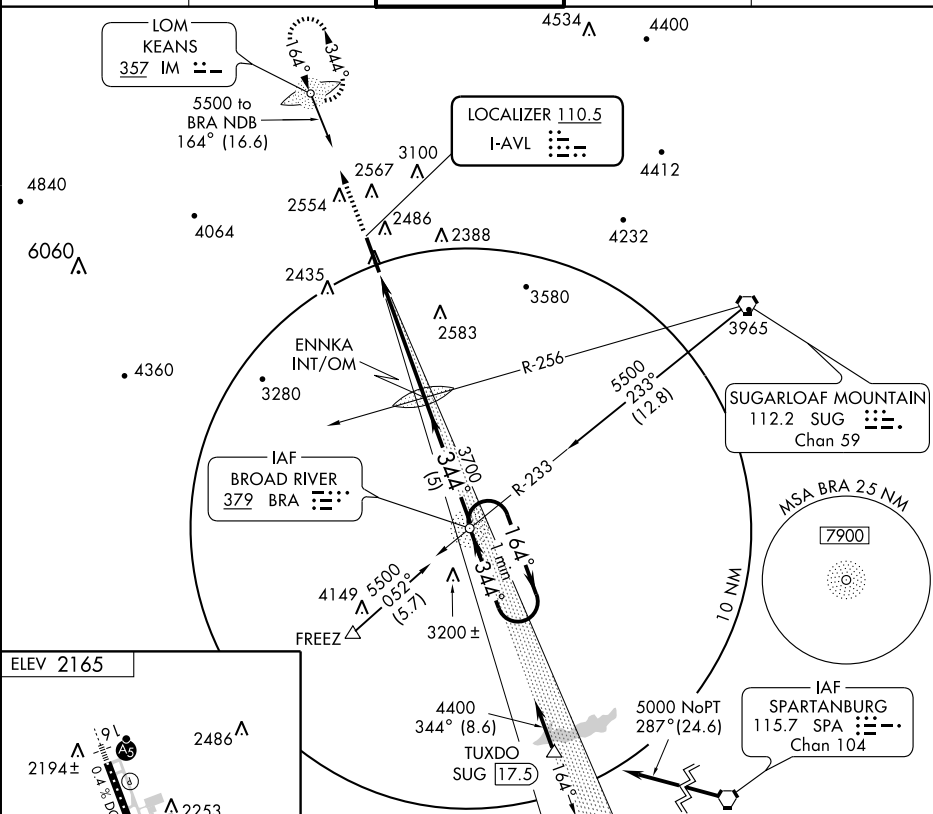 LOM
KEANS
357 IM
164°
344°
5500 to
BRA NDB
164° (16.6)
4534
4400
LOCALIZER 110.5
I-AVL
4412
3100
2567
2554
4840
4064
2486
2388
4232
6060
2435
3580
2583
3965
ENNKA
INT/OM
R-256
5500
233°
(12.8)
4360
3280
SUGARLOAF MOUNTAIN
112.2 SUG
Chan 59
IAF
BROAD RIVER
379 BRA
3700
344°
(5)
R-233
MSA BRA 25 NM
7900
164°
1 min
344°
4149
5500
052°
(5.7)
FREEZ
3200 ±
10 NM
ELEV 2165
4400
344° (8.6)
TUXDO
SUG 17.5
164°
5000 NoPT
287° (24.6)
IAF
SPARTANBURG
115.7 SPA
Chan 104
16
A5
2486
2194 ±
2253